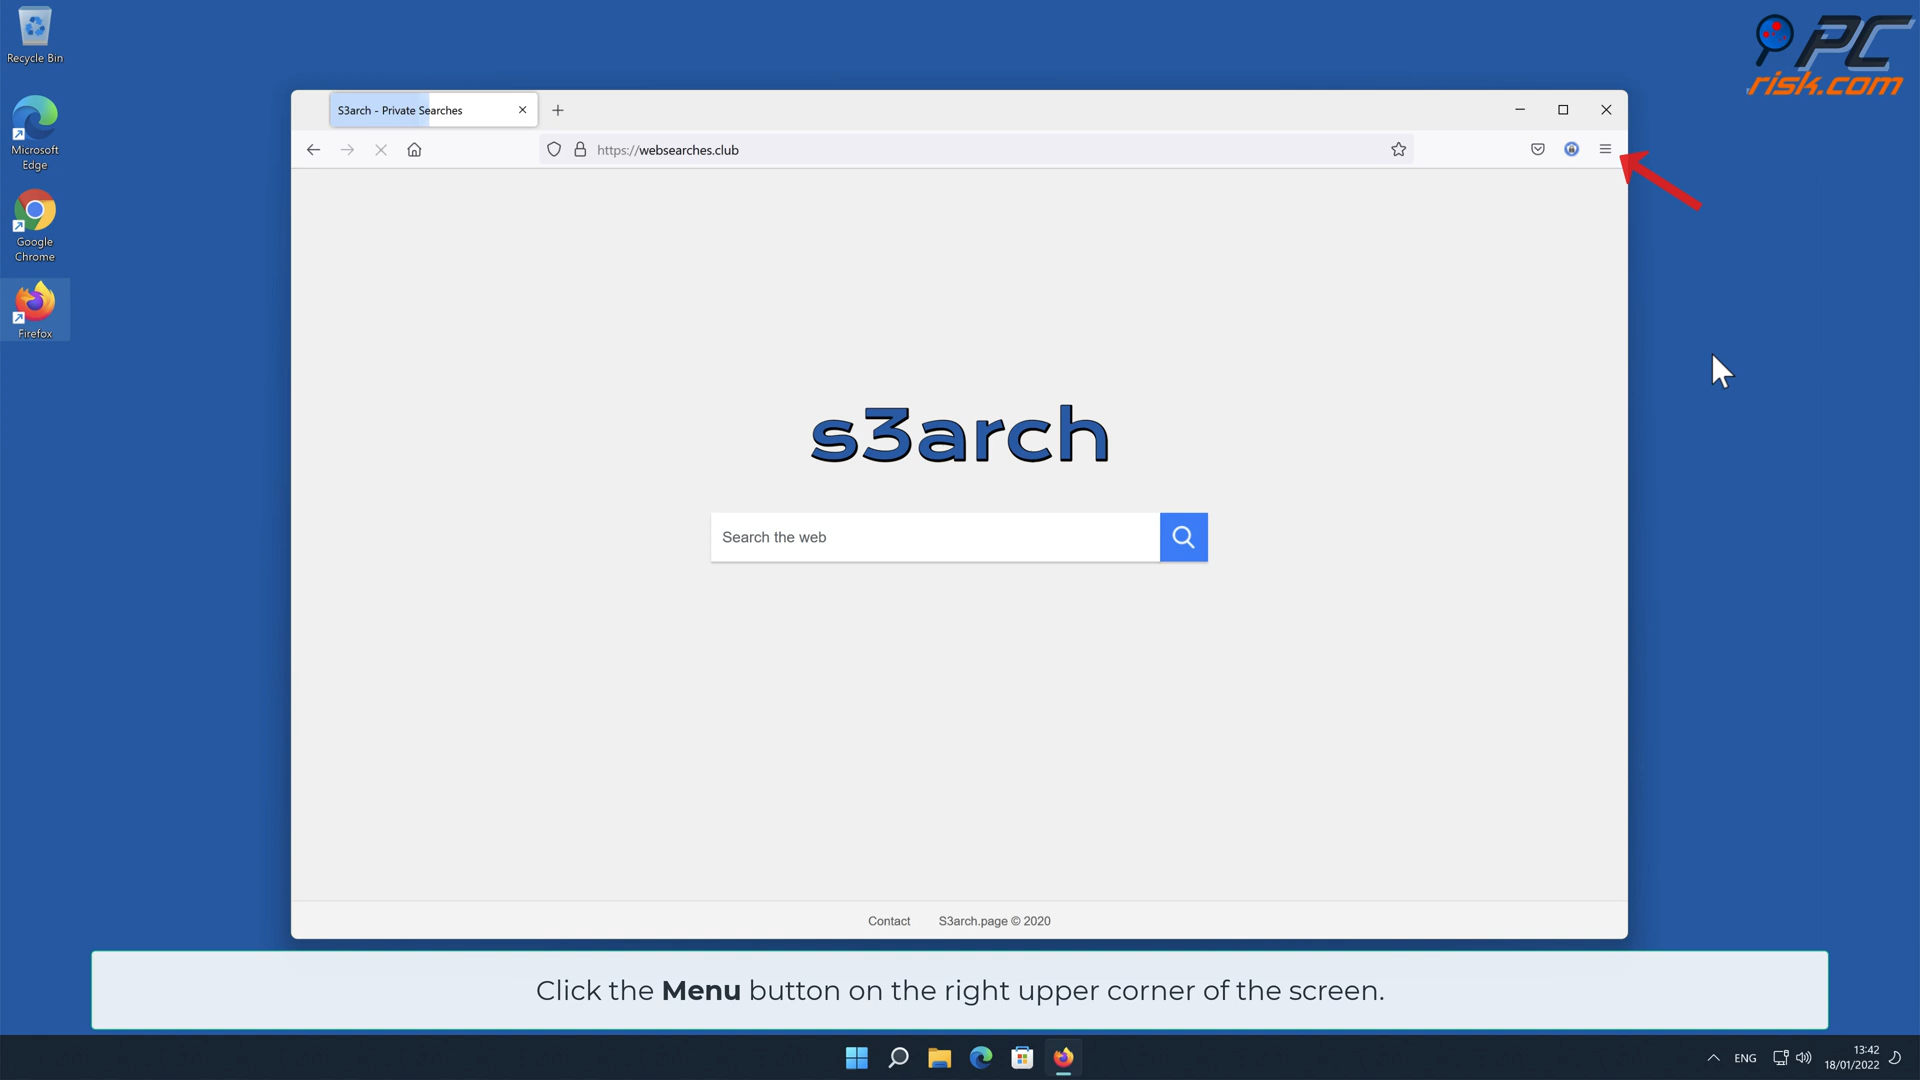 Recycle Bin
PC
risk.com
S3arch - Private Searches
https://websearches.club
Microsoft
Edge
Google
Chrome
Firefox
s3arch
Search the web
Contact
S3arch.page © 2020
Click the Menu button on the right upper corner of the screen.
ENG
13:42
18/01/2022